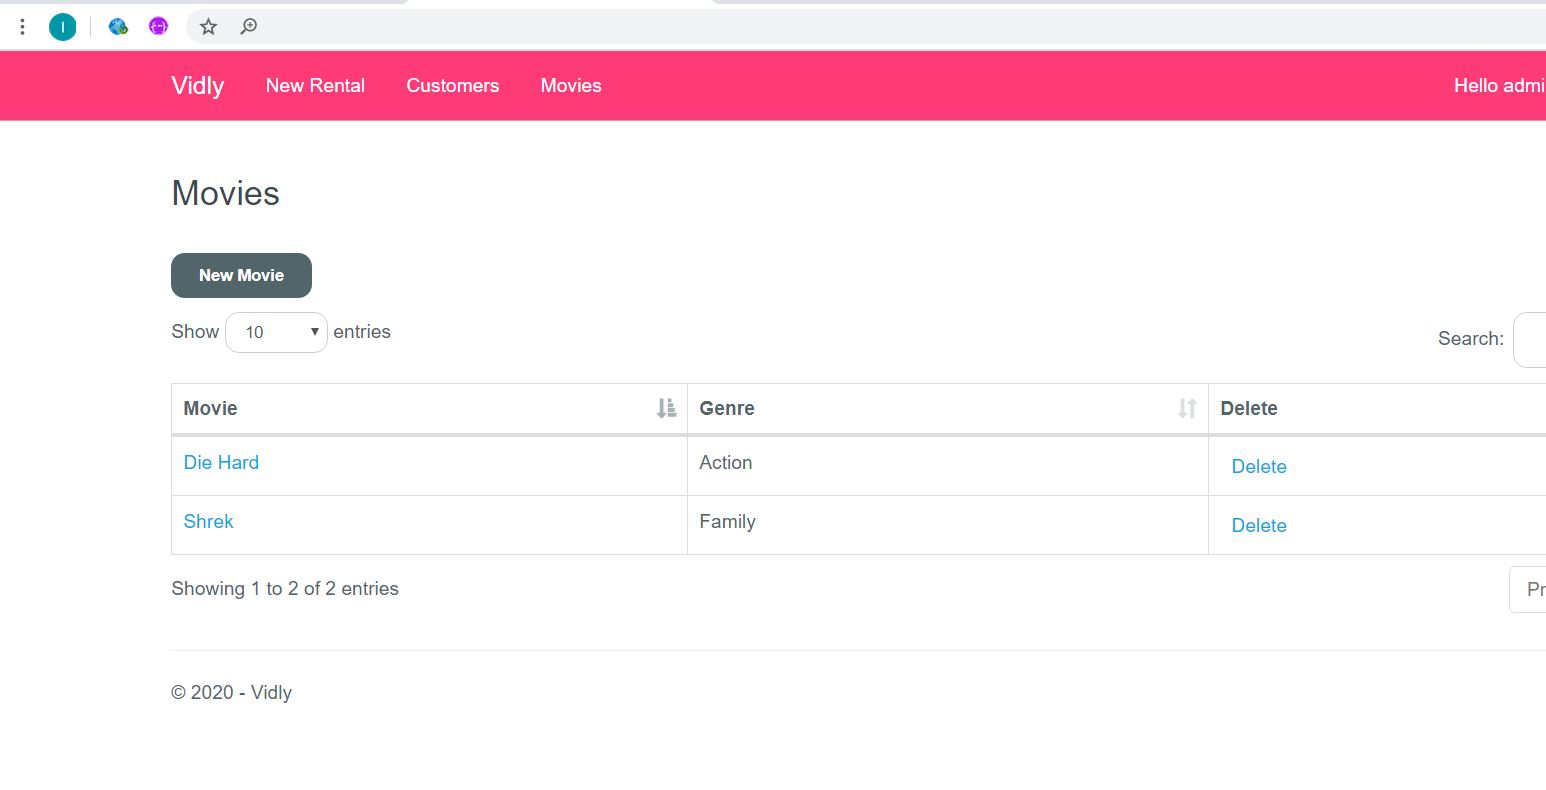 I
Vidly New Rental Customers Movies Hello admi
Movies
New Movie
Show 10 entries
Search:
Movie Genre Delete
Die Hard Action Delete
Shrek Family Delete
Showing 1 to 2 of 2 entries
Pr
© 2020 - Vidly